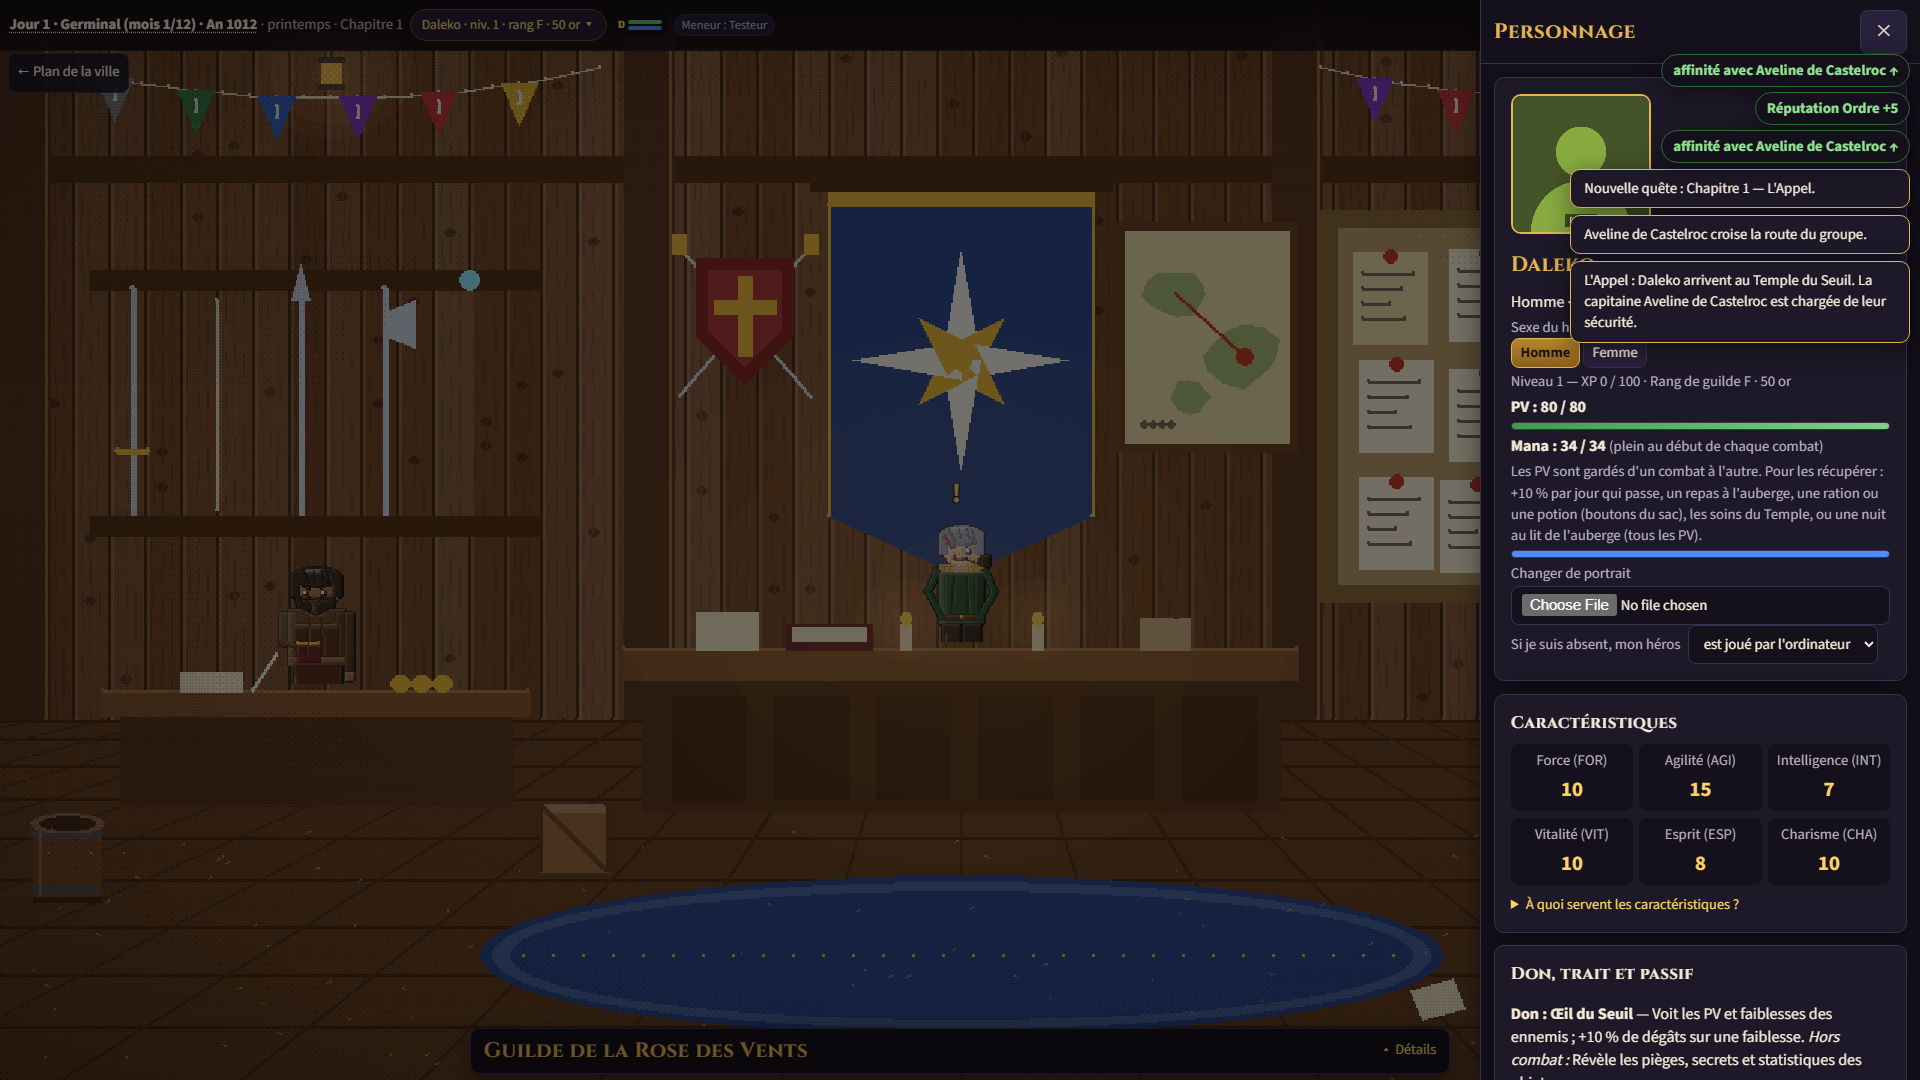 Jour 1 · Germinal (mois 1/12) · An 1012 · printemps · Chapitre 1
Daleko · niv. 1 · rang F · 50 or
D
Meneur : Testeur
← Plan de la ville
!
Guilde de la Rose des Vents
Détails
Personnage
affinité avec Aveline de Castelroc ↑
Réputation Ordre +5
affinité avec Aveline de Castelroc ↑
Nouvelle quête : Chapitre 1 — L'Appel.
Aveline de Castelroc croise la route du groupe.
L'Appel : Daleko arrivent au Temple du Seuil. La
capitaine Aveline de Castelroc est chargée de leur
sécurité.
Homme
Homme Femme
Niveau 1 — XP 0 / 100 · Rang de guilde F · 50 or
PV : 80 / 80
Mana : 34 / 34 (plein au début de chaque combat)
Les PV sont gardés d'un combat à l'autre. Pour les récupérer :
+10 % par jour qui passe, un repas à l'auberge, une ration ou
une potion (boutons du sac), les soins du Temple, ou une nuit
au lit de l'auberge (tous les PV).
Changer de portrait
Choose File No file chosen
Si je suis absent, mon héros est joué par l'ordinateur
Caractéristiques
Force (FOR) Agilité (AGI) Intelligence (INT)
10 15 7
Vitalité (VIT) Esprit (ESP) Charisme (CHA)
10 8 10
À quoi servent les caractéristiques ?
Don, trait et passif
Don : Œil du Seuil — Voit les PV et faiblesses des
ennemis ; +10 % de dégâts sur une faiblesse. Hors
combat : Révèle les pièges, secrets et statistiques des